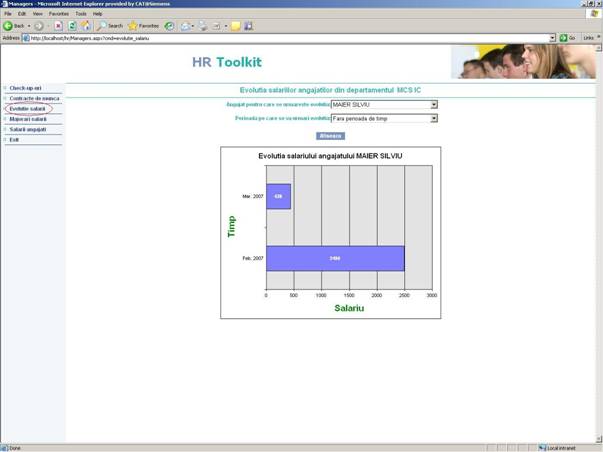 Managers - Microsoft Internet Explorer provided by CAT@Siemens
File Edit View Favorites Tools Help
Back Search Favorites
Address http://localhost/hr/Managers.aspx?cmd=evolutie_salariu Go Links
HR Toolkit
Check-up-uri
Contracte de munca
Evolutie salarii
Majorari salarii
Salarii angajati
Exit
Evolutia salariilor angajatilor din departamentul MCS IC
Angajat pentru care se urmareste evolutia: MAIER SILVIU
Perioada pe care se va urmari evolutia: Fara perioada de timp
Afiseaza
Evolutia salariului angajatului MAIER SILVIU
Timp
Mar, 2007
Feb, 2007
0 500 1000 1500 2000 2500 3000
Salariu
Done Local intranet